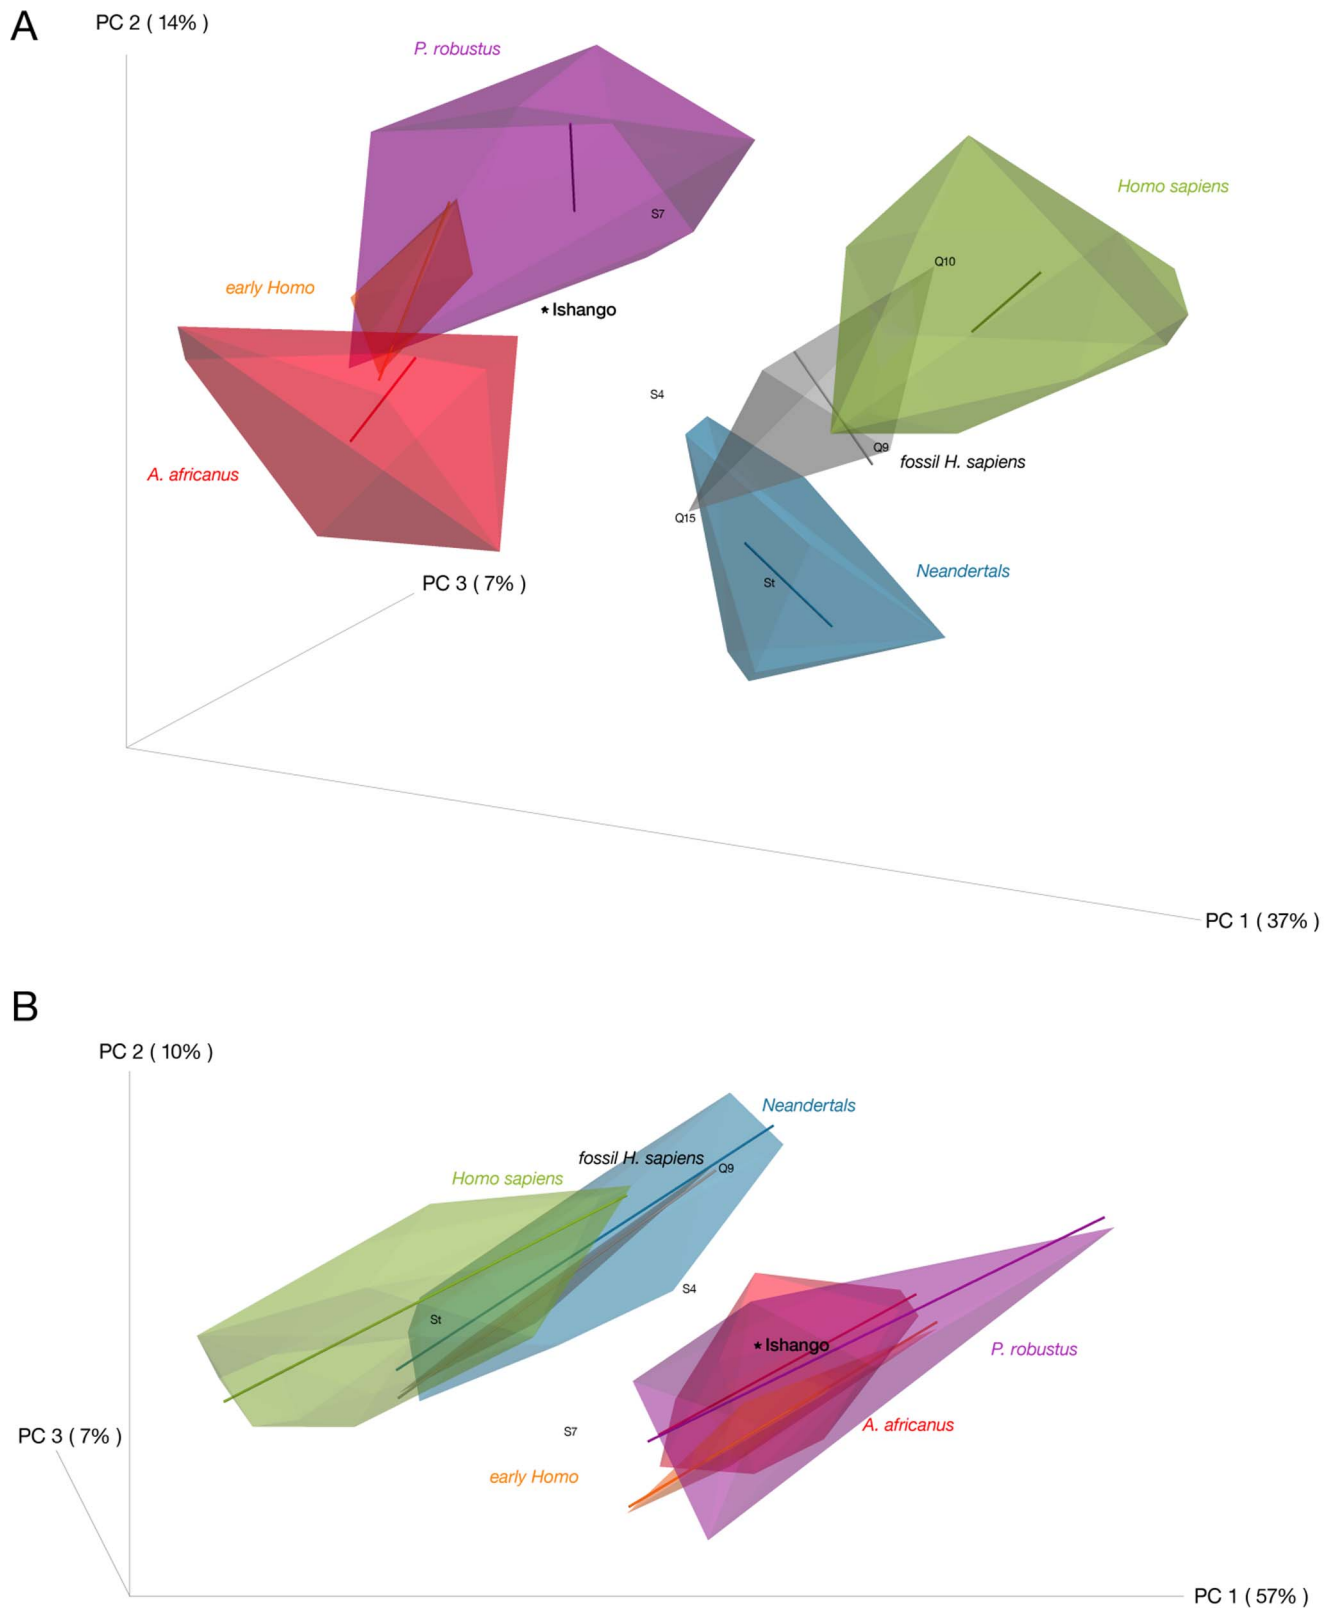 A
PC 2 ( 14% )
P. robustus
Homo sapiens
S7
Q10
early Homo
Ishango
S4
Q9
fossil H. sapiens
A. africanus
Q15
Neandertals
St
PC 3 ( 7% )
PC 1 ( 37% )
B
PC 2 ( 10% )
Neandertals
fossil H. sapiens
Q9
Homo sapiens
S4
St
Ishango
P. robustus
A. africanus
S7
PC 3 ( 7% )
early Homo
PC 1 ( 57% )